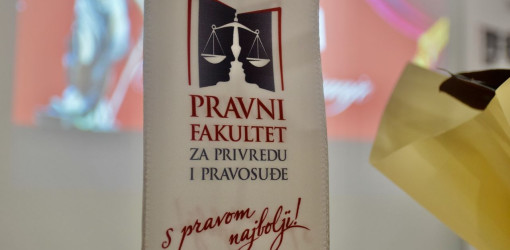 PRAVNI
FAKULTET
ZA PRIVREDU
I PRAVOSUĐE
s pravom
najbolji!